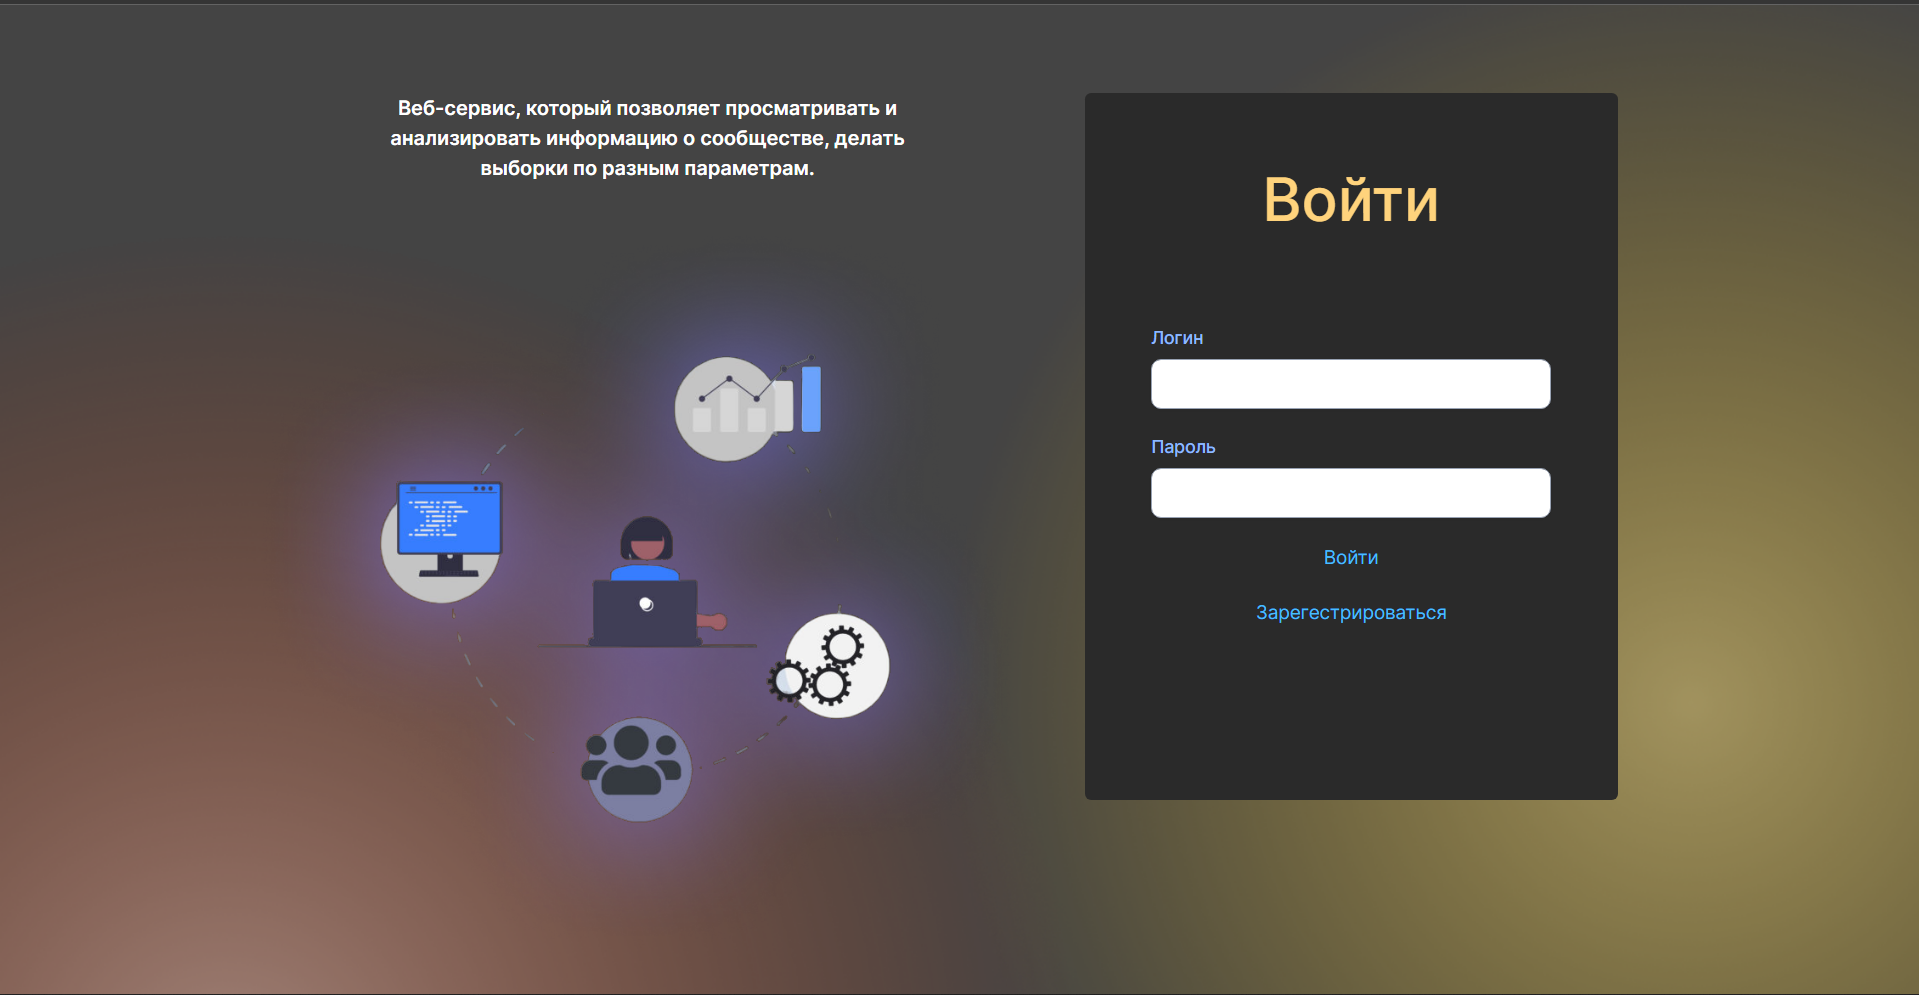 Веб-сервис, который позволяет просматривать и
анализировать информацию о сообществе, делать
выборки по разным параметрам.
Войти
Логин
Пароль
Войти
Зарегестрироваться